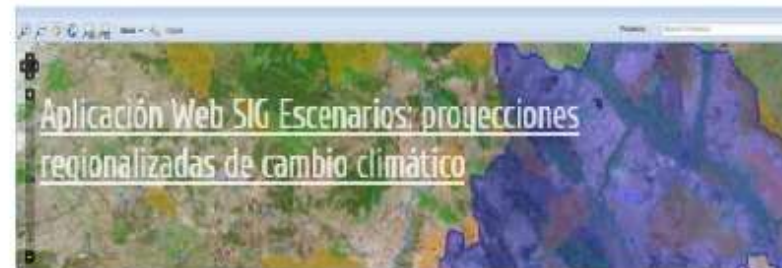 Aplicación Web SIG Escenarios: proyecciones
regionalizadas de cambio climático